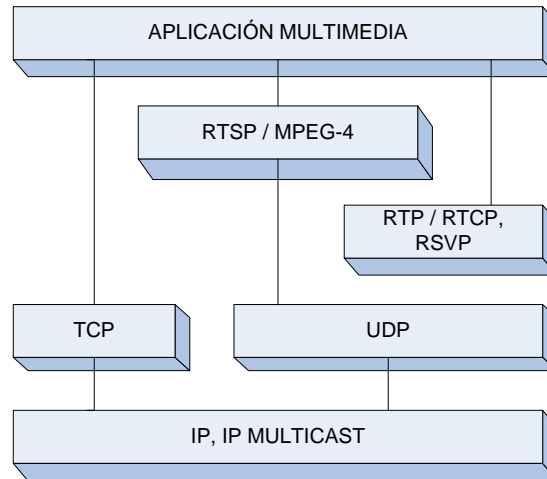 APLICACIÓN MULTIMEDIA
RTSP / MPEG-4
RTP / RTCP,
RSVP
TCP
UDP
IP, IP MULTICAST